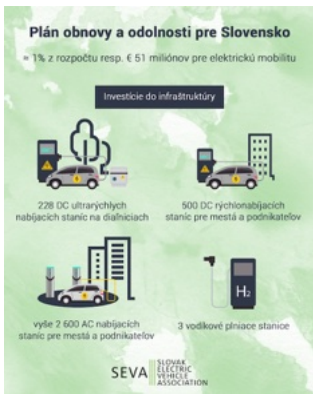 Plán obnovy a odolnosti pre Slovensko
= 1% z rozpočtu resp. € 51 miliónov pre elektrickú mobilitu
Investície do infraštruktúry
228 DC ultrarýchlych
nabíjacích staníc na diaľniciach
500 DC rýchlonabíjacích
staníc pre mestá a podnikateľov
vyše 2 600 AC nabíjacích
staníc pre mestá a podnikateľov
H₂
3 vodíkové plniace stanice
SEVA
SLOVAK
ELECTRIC
VEHICLE
ASSOCIATION